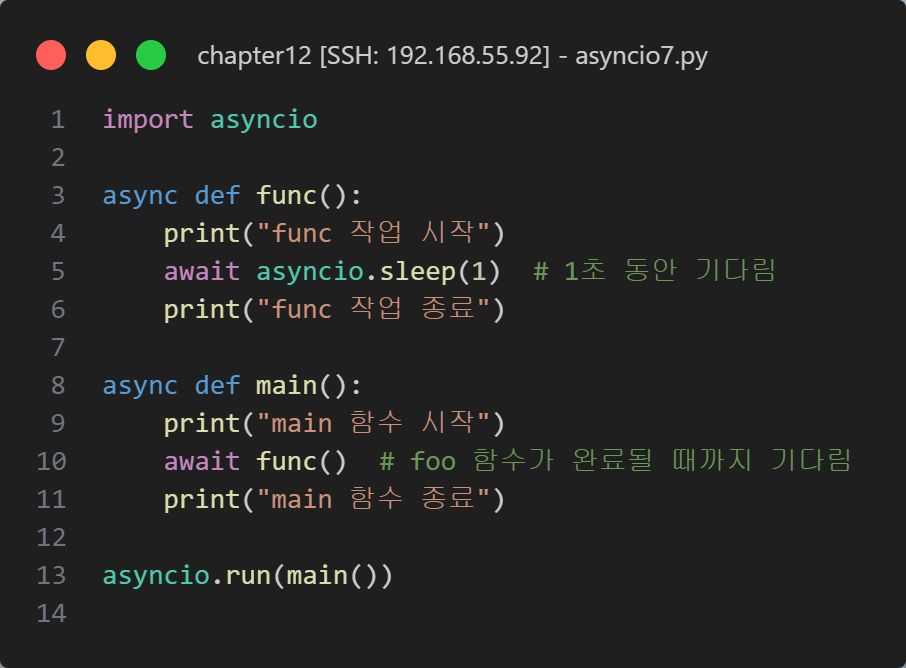 chapter12 [SSH: 192.168.55.92] - asyncio7.py
1 import asyncio
2
3 async def func():
4     print("func 작업 시작")
5     await asyncio.sleep(1)  # 1초 동안 기다림
6     print("func 작업 종료")
7
8 async def main():
9     print("main 함수 시작")
10     await func()  # foo 함수가 완료될 때까지 기다림
11     print("main 함수 종료")
12
13 asyncio.run(main())
14